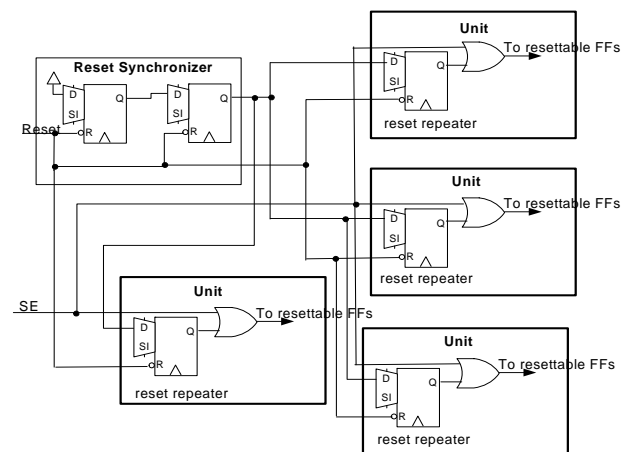 Unit
To resettable FFs
D
SI
Q
R
reset repeater
Reset Synchronizer
D
SI
Q
R
D
SI
Q
R
Reset
Unit
To resettable FFs
D
SI
Q
R
reset repeater
SE
Unit
To resettable FFs
D
SI
Q
R
reset repeater
Unit
To resettable FFs
D
SI
Q
R
reset repeater